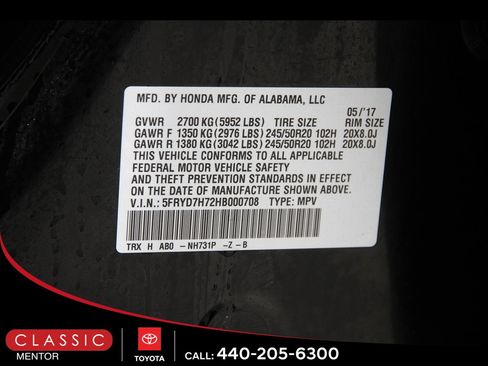 MFD. BY HONDA MFG. OF ALABAMA, LLC
05/'17
GVWR 2700 KG (5952 LBS) TIRE SIZE RIM SIZE
GAWR F 1350 KG (2976 LBS) 245/50R20 102H 20X8.0J
GAWR R 1380 KG (3042 LBS) 245/50R20 102H 20X8.0J
THIS VEHICLE CONFORMS TO ALL APPLICABLE
FEDERAL MOTOR VEHICLE SAFETY
AND THEFT PREVENTION STANDARDS IN EFFECT
ON THE DATE OF MANUFACTURE SHOWN ABOVE.
V.I.N.: 5FRYD7H72HB000708 TYPE: MPV
TRX H AB0 -NH731P -Z -B
CLASSIC
MENTOR
TOYOTA
CALL: 440-205-6300